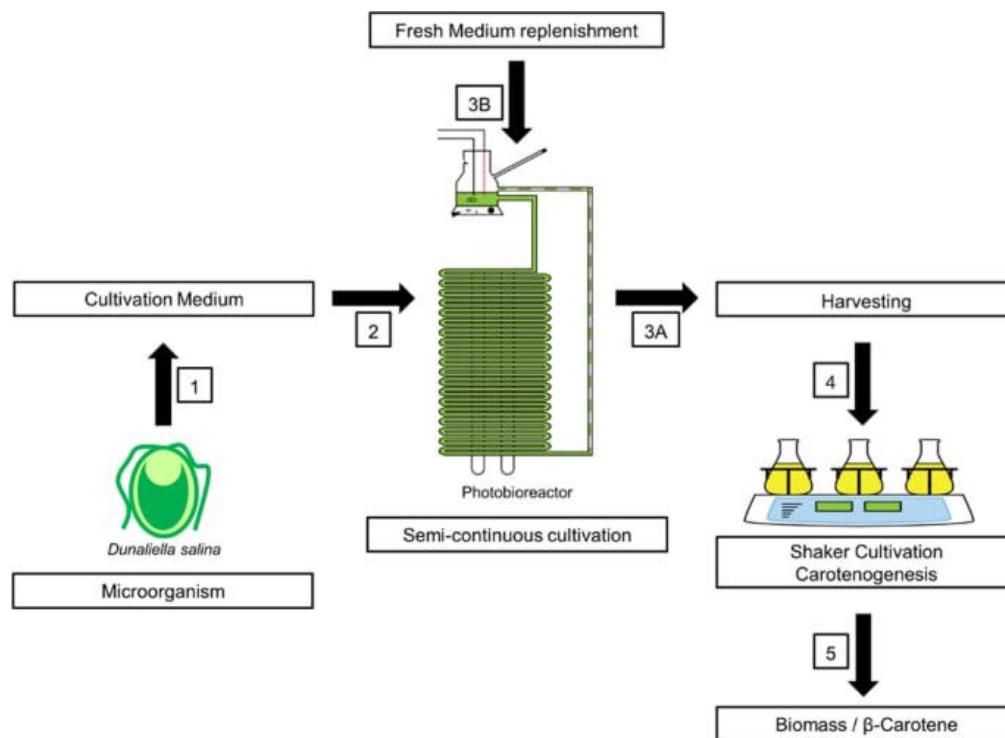 Fresh Medium replenishment
3B
Cultivation Medium
2
3A
Harvesting
1
4
Dunaliella salina
Microorganism
Photobioreactor
Semi-continuous cultivation
Shaker Cultivation
Carotenogenesis
5
Biomass / β-Carotene